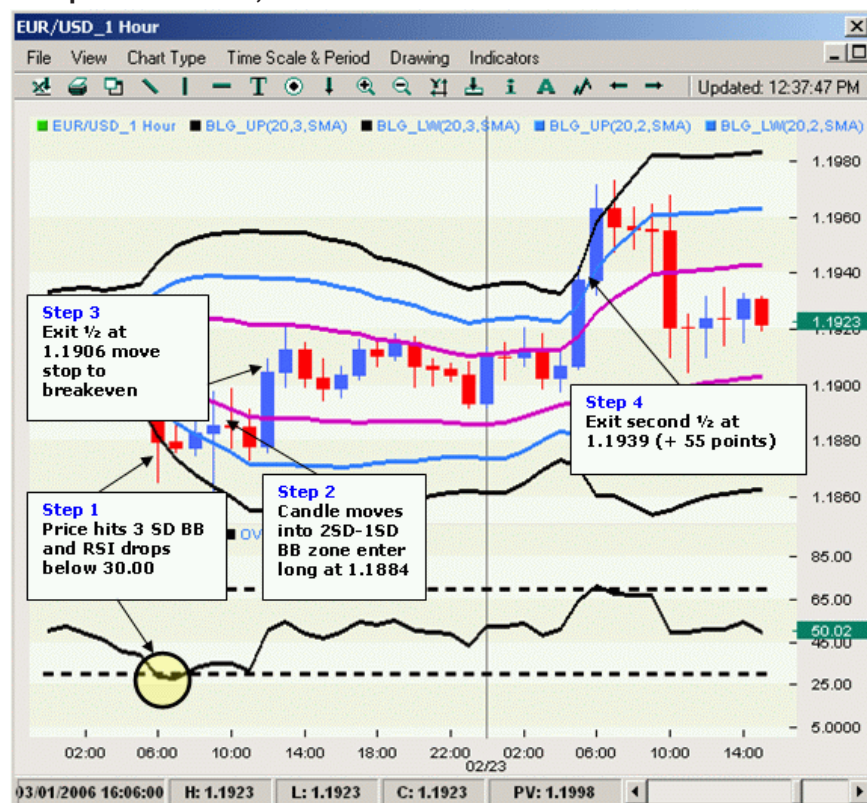 EUR/USD_1 Hour
File View Chart Type Time Scale & Period Drawing Indicators
Updated: 12:37:47 PM
EUR/USD_1 Hour BLG_UP(20,3,SMA) BLG_LW(20,3,SMA) BLG_UP(20,2,SMA) BLG_LW(20,2,SMA)
1.1980
1.1960
1.1940
1.1923
1.1920
1.1900
1.1880
1.1860
Step 3
Exit ½ at
1.1906 move
stop to
breakeven
Step 4
Exit second ½ at
1.1939 (+ 55 points)
Step 1
Price hits 3 SD BB
and RSI drops
below 30.00
Step 2
Candle moves
into 2SD-1SD
BB zone enter
long at 1.1884
OV
85.00
65.00
50.02
45.00
25.00
5.0000
02:00 06:00 10:00 14:00 18:00 22:00 02:00 06:00 10:00 14:00
02/23
03/01/2006 16:06:00 H: 1.1923 L: 1.1923 C: 1.1923 PV: 1.1998